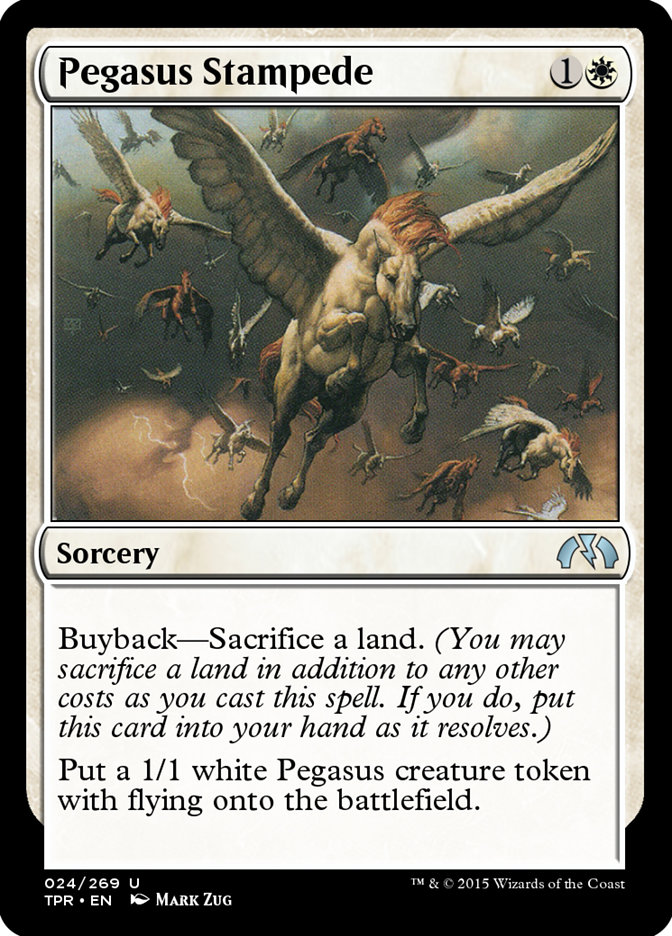 Pegasus Stampede 1
Sorcery
Buyback—Sacrifice a land. (You may
sacrifice a land in addition to any other
costs as you cast this spell. If you do, put
this card into your hand as it resolves.)
Put a 1/1 white Pegasus creature token
with flying onto the battlefield.
024/269 U
™ & © 2015 Wizards of the Coast
TPR • EN Mark Zug